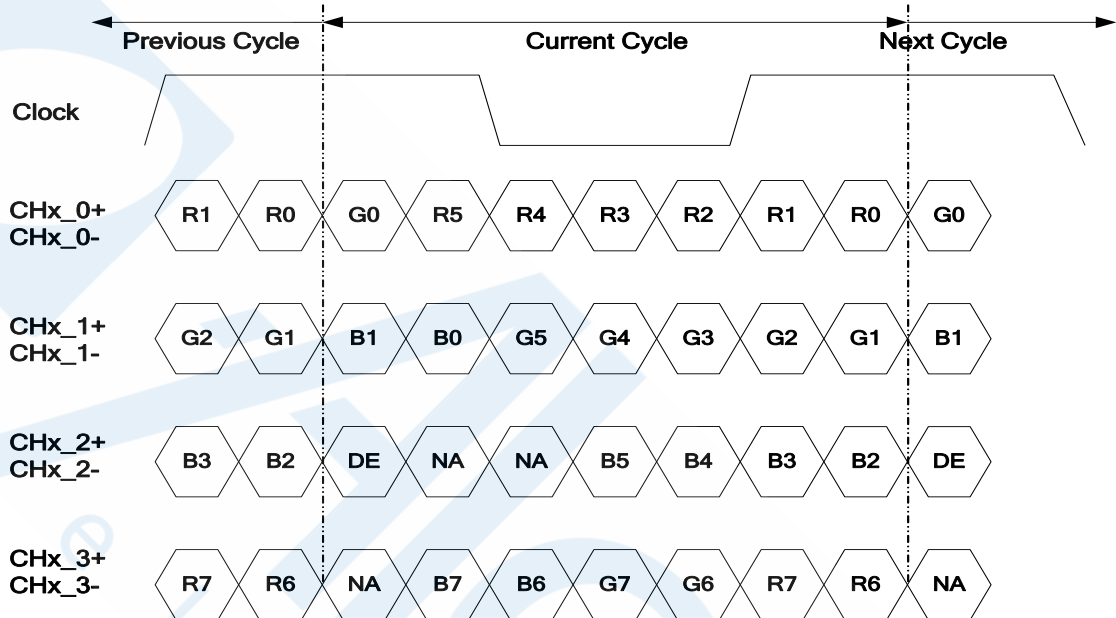 Previous Cycle Current Cycle Next Cycle
Clock
CHx_0+
CHx_0-
R1 R0 G0 R5 R4 R3 R2 R1 R0 G0
CHx_1+
CHx_1-
G2 G1 B1 B0 G5 G4 G3 G2 G1 B1
CHx_2+
CHx_2-
B3 B2 DE NA NA B5 B4 B3 B2 DE
CHx_3+
CHx_3-
R7 R6 NA B7 B6 G7 G6 R7 R6 NA